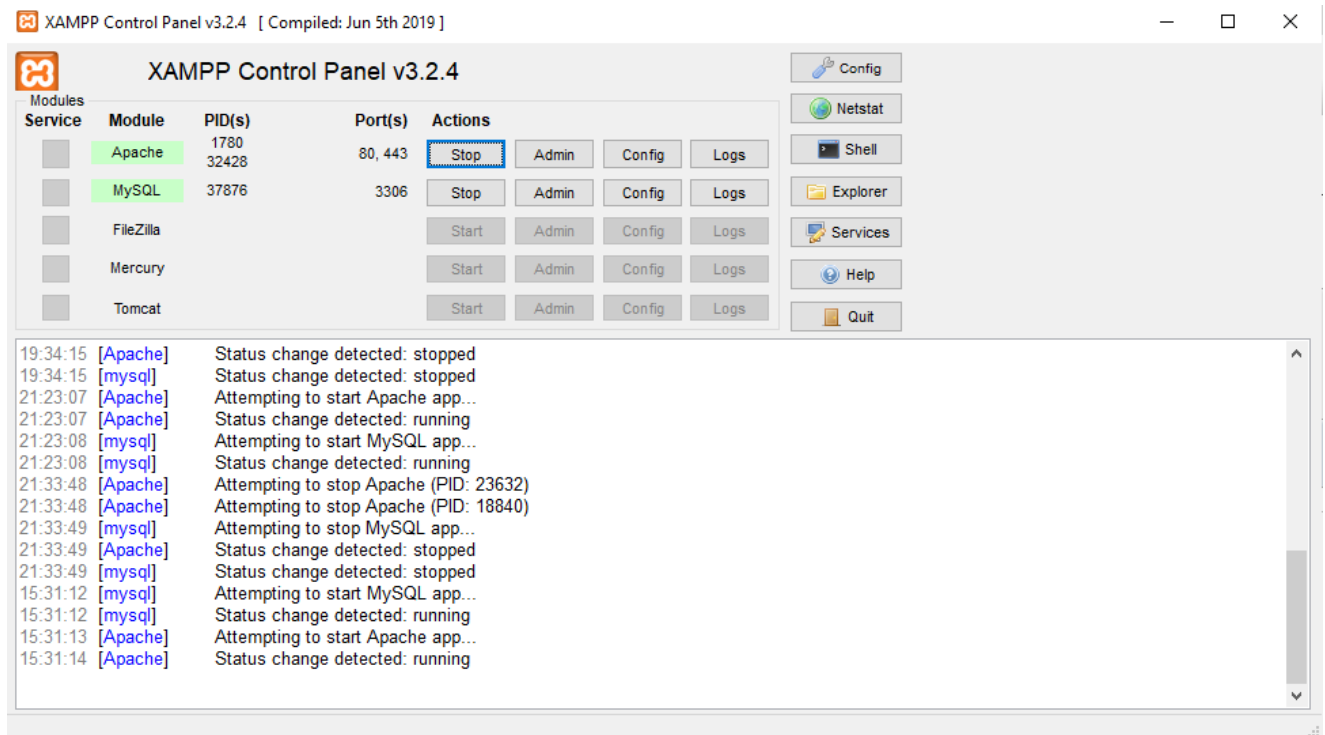 XAMPP Control Panel v3.2.4 [ Compiled: Jun 5th 2019 ]
XAMPP Control Panel v3.2.4
Modules
Service Module PID(s) Port(s) Actions
Apache 1780 32428 80, 443 Stop Admin Config Logs
MySQL 37876 3306 Stop Admin Config Logs
FileZilla Start Admin Config Logs
Mercury Start Admin Config Logs
Tomcat Start Admin Config Logs
Config
Netstat
Shell
Explorer
Services
Help
Quit
19:34:15 [Apache] Status change detected: stopped
19:34:15 [mysql] Status change detected: stopped
21:23:07 [Apache] Attempting to start Apache app...
21:23:07 [Apache] Status change detected: running
21:23:08 [mysql] Attempting to start MySQL app...
21:23:08 [mysql] Status change detected: running
21:33:48 [Apache] Attempting to stop Apache (PID: 23632)
21:33:48 [Apache] Attempting to stop Apache (PID: 18840)
21:33:49 [mysql] Attempting to stop MySQL app...
21:33:49 [Apache] Status change detected: stopped
21:33:49 [mysql] Status change detected: stopped
15:31:12 [mysql] Attempting to start MySQL app...
15:31:12 [mysql] Status change detected: running
15:31:13 [Apache] Attempting to start Apache app...
15:31:14 [Apache] Status change detected: running